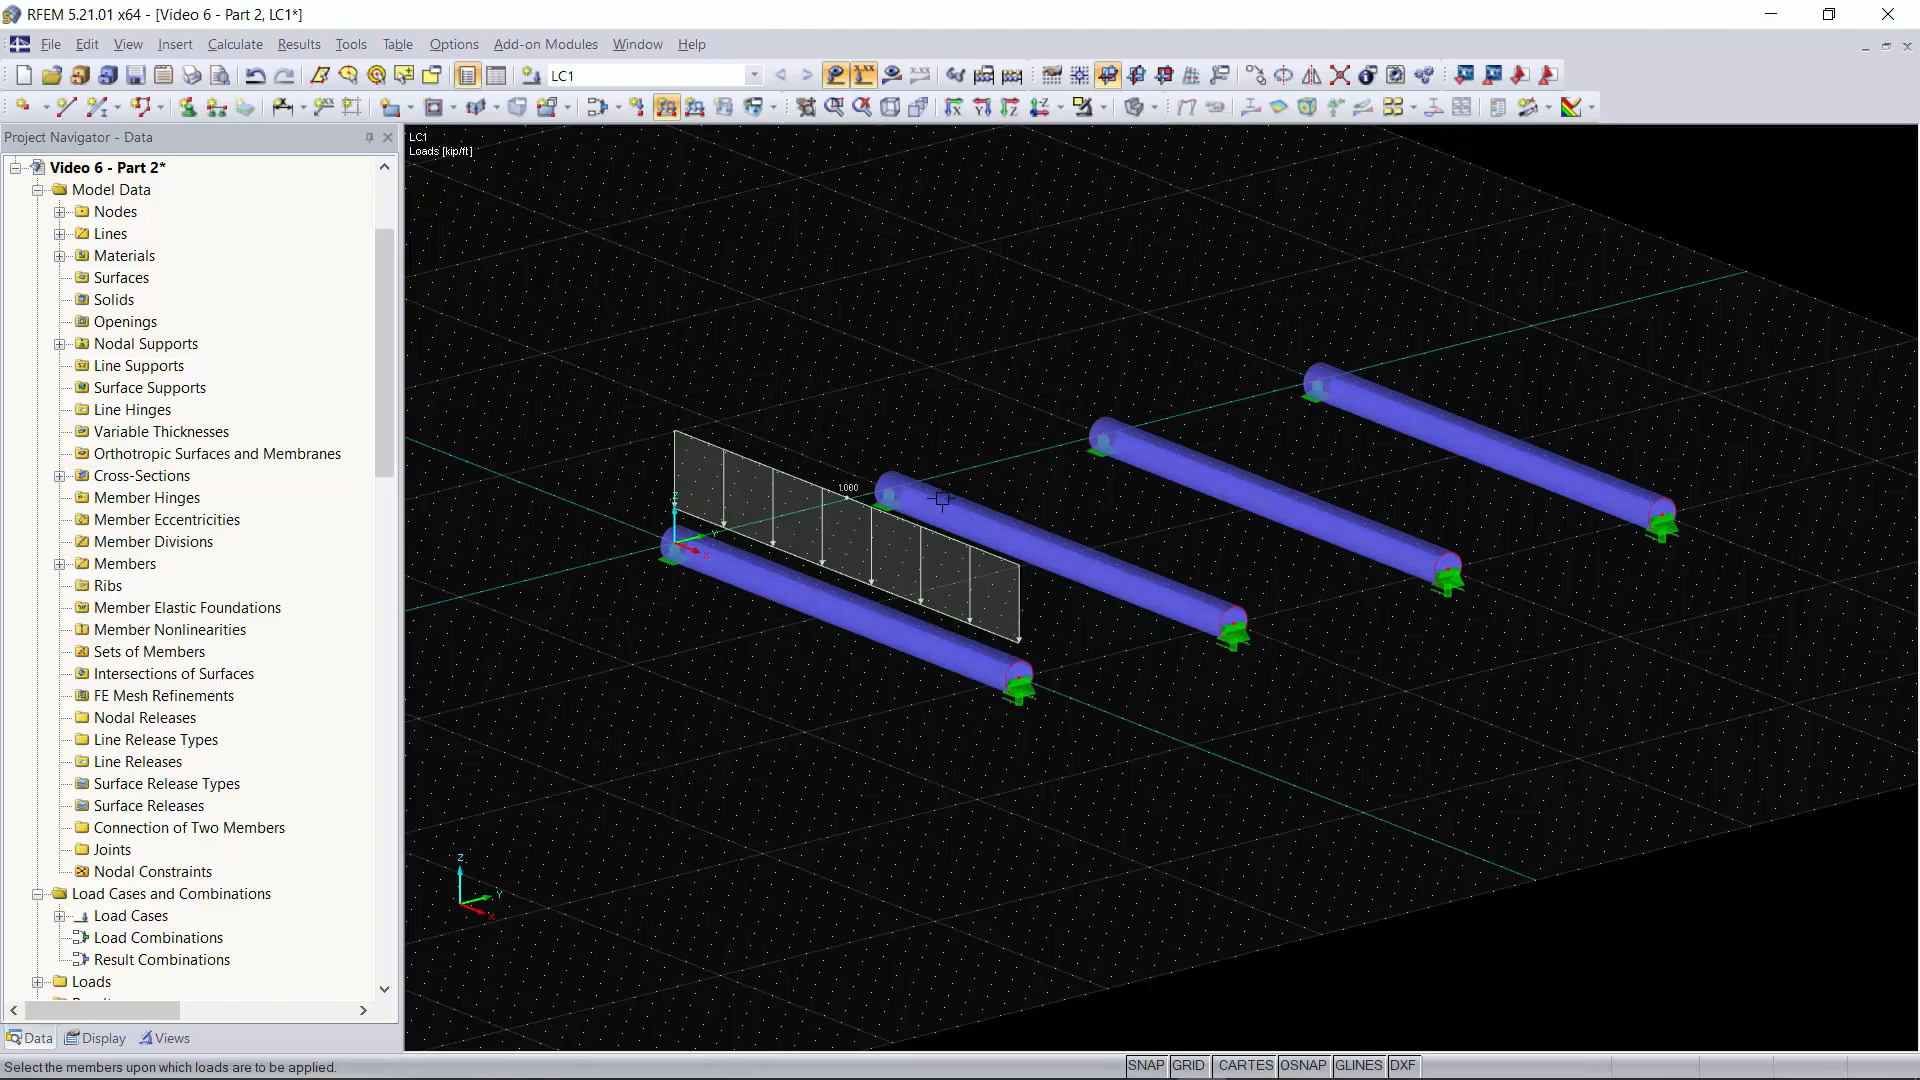 RFEM 5.21.01 x64 - [Video 6 - Part 2, LC1*]
File Edit View Insert Calculate Results Tools Table Options Add-on Modules Window Help
LC1
Project Navigator - Data
Video 6 - Part 2*
Model Data
Nodes
Lines
Materials
Surfaces
Solids
Openings
Nodal Supports
Line Supports
Surface Supports
Line Hinges
Variable Thicknesses
Orthotropic Surfaces and Membranes
Cross-Sections
Member Hinges
Member Eccentricities
Member Divisions
Members
Ribs
Member Elastic Foundations
Member Nonlinearities
Sets of Members
Intersections of Surfaces
FE Mesh Refinements
Nodal Releases
Line Release Types
Line Releases
Surface Release Types
Surface Releases
Connection of Two Members
Joints
Nodal Constraints
Load Cases and Combinations
Load Cases
Load Combinations
Result Combinations
Loads
Data Display Views
LC1
Loads [kip/ft]
1.000
Z
Y
X
Z
Y
X
Select the members upon which loads are to be applied.
SNAP GRID CARTES OSNAP GLINES DXF